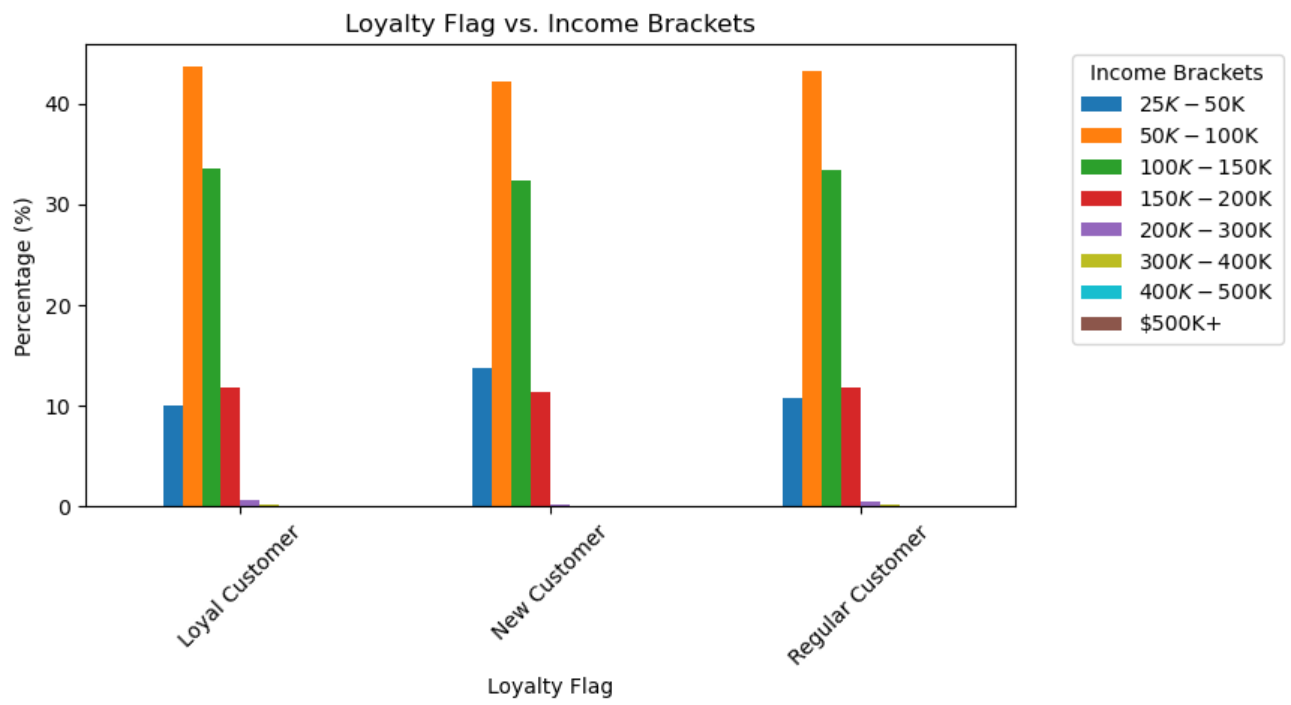 Loyalty Flag vs. Income Brackets
Percentage (%)
40
30
20
10
0
Loyal Customer
New Customer
Regular Customer
Loyalty Flag
Income Brackets
25K − 50K
50K − 100K
100K − 150K
150K − 200K
200K − 300K
300K − 400K
400K − 500K
$500K+